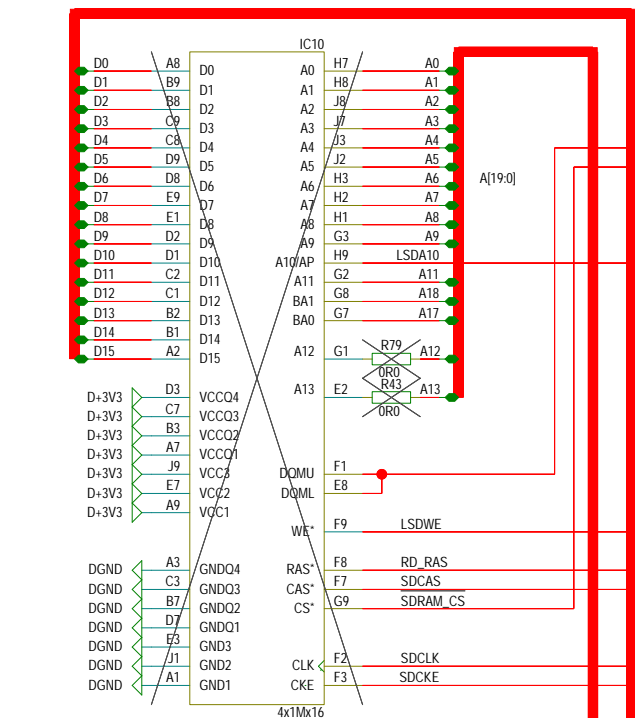 IC10
D0 A8 D0 A0 H7 A0
D1 B9 D1 A1 H8 A1
D2 B8 D2 A2 J8 A2
D3 C9 D3 A3 J7 A3
D4 C8 D4 A4 J3 A4
D5 D9 D5 A5 J2 A5
D6 D8 D6 A6 H3 A6 A[19:0]
D7 E9 D7 A7 H2 A7
D8 E1 D8 A8 H1 A8
D9 D2 D9 A9 G3 A9
D10 D1 D10 A10/AP H9 LSDA10
D11 C2 D11 A11 G2 A11
D12 C1 D12 BA1 G8 A18
D13 B2 D13 BA0 G7 A17
D14 B1 D14
R79
D15 A2 D15 A12 G1 A12
0R0
R43
D+3V3 D3 VCCQ4 A13 E2 A13
0R0
D+3V3 C7 VCCQ3
D+3V3 B3 VCCQ2
D+3V3 A7 VCCQ1
D+3V3 J9 VCC3 DQMU F1
D+3V3 E7 VCC2 DQML E8
D+3V3 A9 VCC1
WE* F9 LSDWE
DGND A3 GNDQ4 RAS* F8 RD_RAS
DGND C3 GNDQ3 CAS* F7 SDCAS
DGND B7 GNDQ2 CS* G9 SDRAM_CS
DGND D7 GNDQ1
DGND E3 GND3
DGND J1 GND2 CLK F2 SDCLK
DGND A1 GND1 CKE F3 SDCKE
4x1Mx16